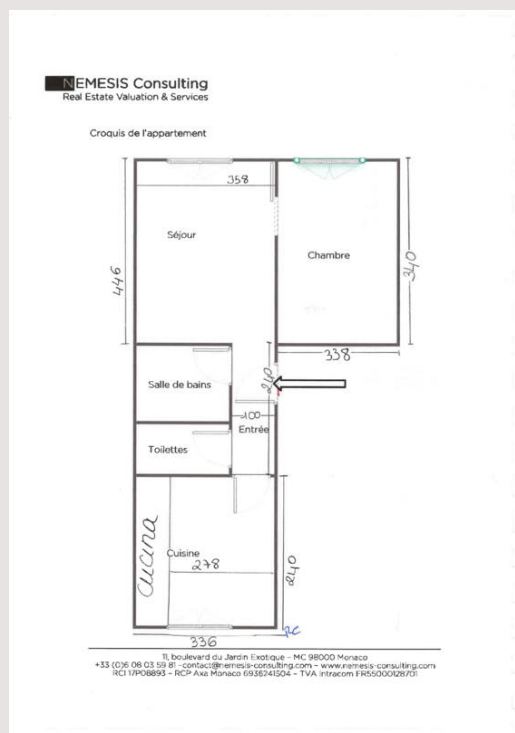 NEMESIS Consulting
Real Estate Valuation & Services
Croquis de l'appartement
358
Séjour
Chambre
446
340
338
Salle de bains
240
100
Entrée
Toilettes
cucina
Cuisine
278
240
336
RC
11, boulevard du Jardin Exotique – MC 98000 Monaco
+33 (0)6 06 03 59 81 –contact@nemesis-consulting.com – www.nemesis-consulting.com
RCI 17P08893 – RCP Axa Monaco 6936241504 – TVA Intracom FR55000128701